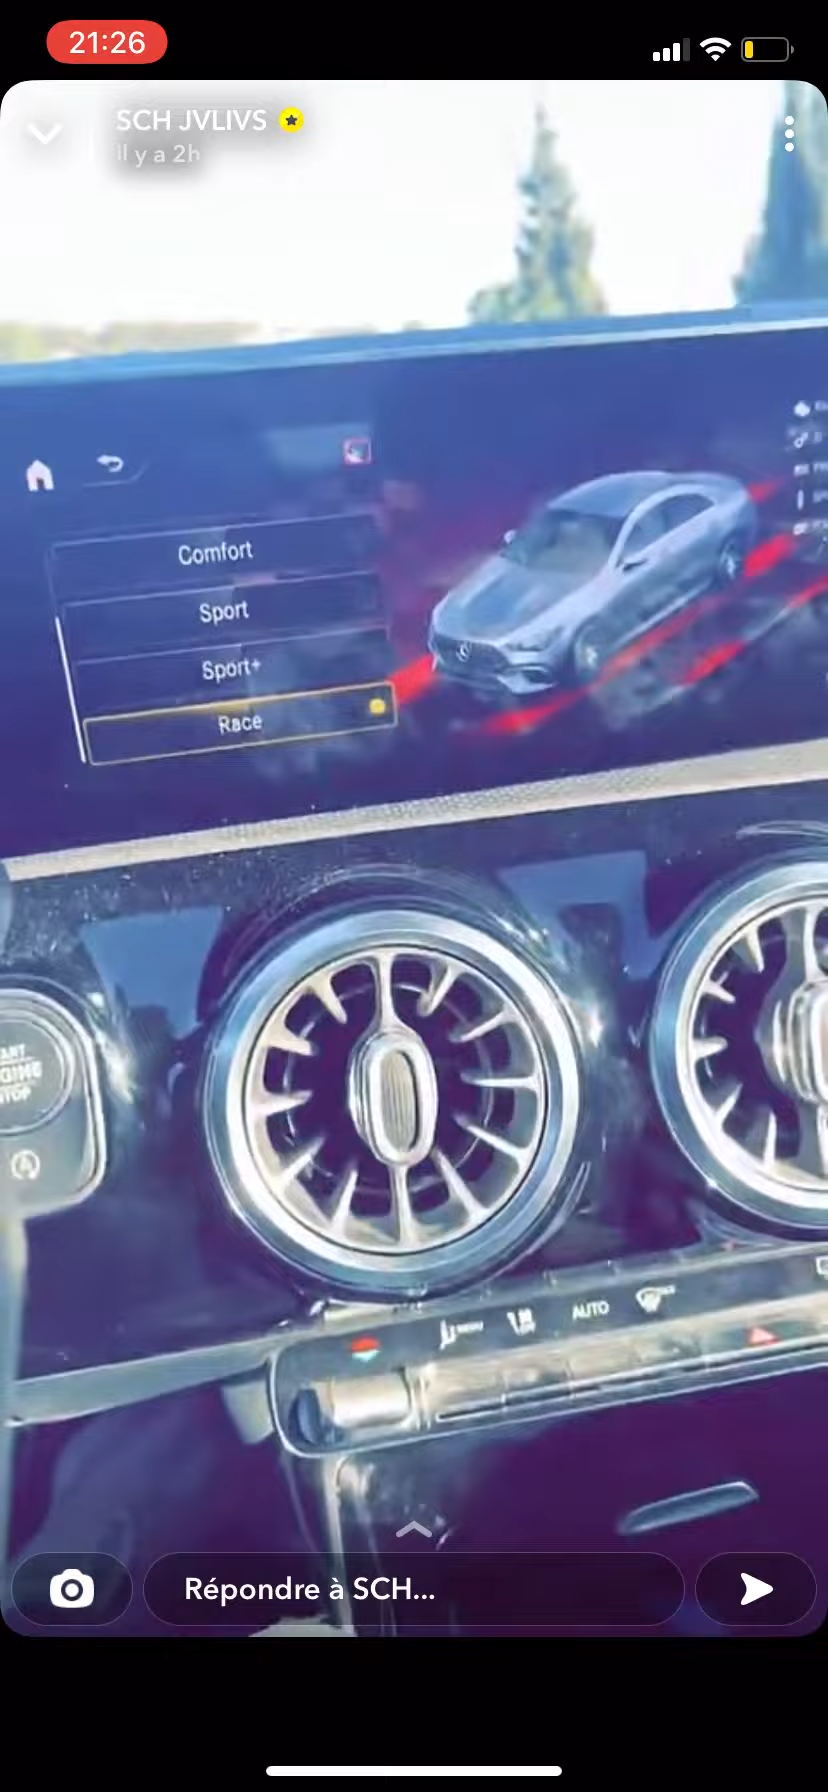 21:26
SCH JVLIVS
il y a 2h
Comfort
Sport
Sport+
Race
AUTO
Répondre à SCH...